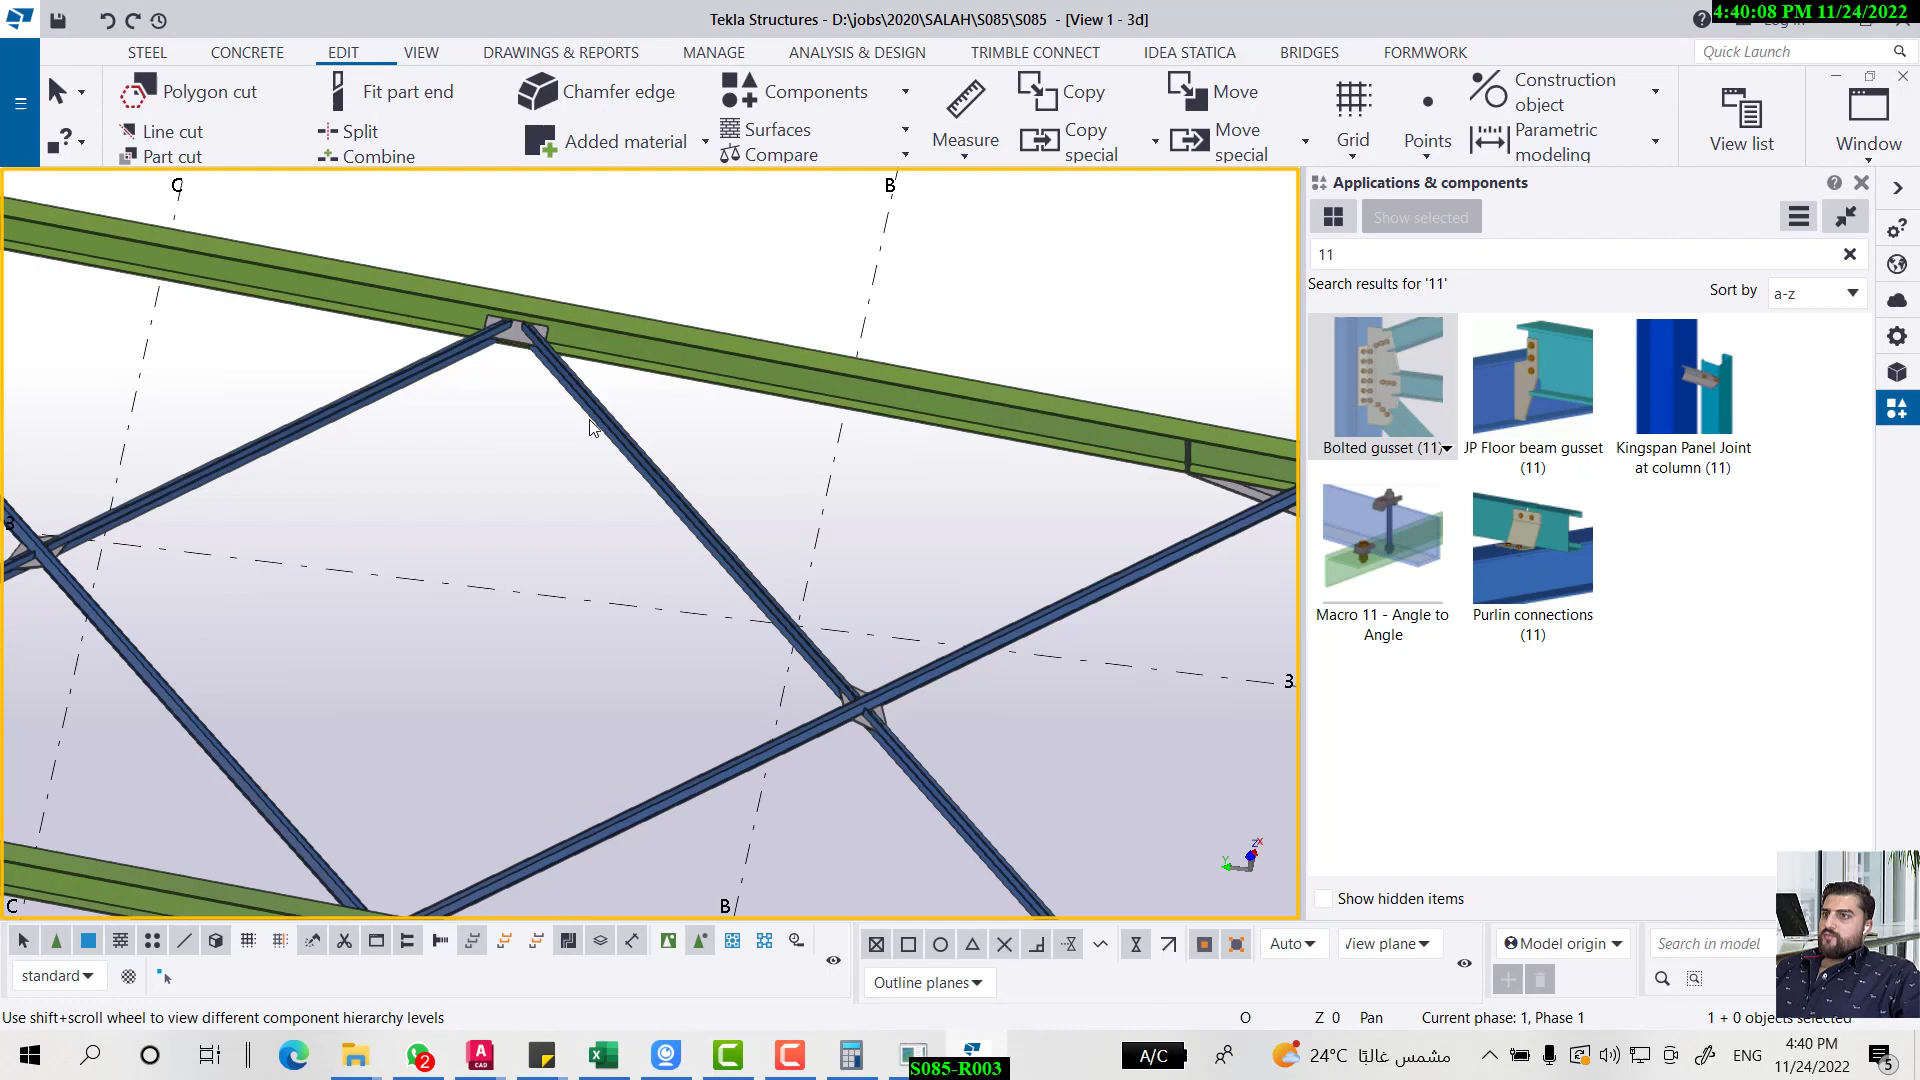 Tekla Structures - D:\jobs\2020\SALAH\S085\S085 - [View 1 - 3d]
4:40:08 PM 11/24/2022
STEEL CONCRETE EDIT VIEW DRAWINGS & REPORTS MANAGE ANALYSIS & DESIGN TRIMBLE CONNECT IDEA STATICA BRIDGES FORMWORK
Quick Launch
Polygon cut
Line cut
Part cut
Fit part end
Split
Combine
Chamfer edge
Added material
Components
Surfaces
Compare
Measure
Copy
Copy special
Move
Move special
Grid
Points
Construction object
Parametric modeling
View list
Window
C
B
3
3
C
B
Z
X
Y
Applications & components
Show selected
11
Search results for '11'
Sort by
a-z
Bolted gusset (11)
JP Floor beam gusset (11)
Kingspan Panel Joint at column (11)
Macro 11 - Angle to Angle
Purlin connections (11)
Show hidden items
Auto
View plane
Model origin
Search in model
standard
Outline planes
Use shift+scroll wheel to view different component hierarchy levels
O
Z 0
Pan
Current phase: 1, Phase 1
1 + 0 objects selected
2
A
CAD
S085-R003
A/C
24°C
مشمس غالبًا
ENG
4:40 PM
11/24/2022
5